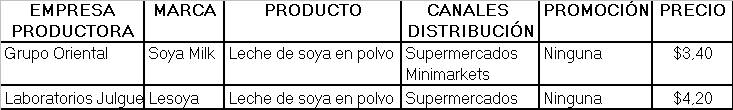 EMPRESA PRODUCTORA MARCA PRODUCTO CANALES DISTRIBUCIÓN PROMOCIÓN PRECIO
Grupo Oriental Soya Milk Leche de soya en polvo Supermercados Minimarkets Ninguna $3,40
Laboratorios Julgue Lesoya Leche de soya en polvo Supermercados Ninguna $4,20